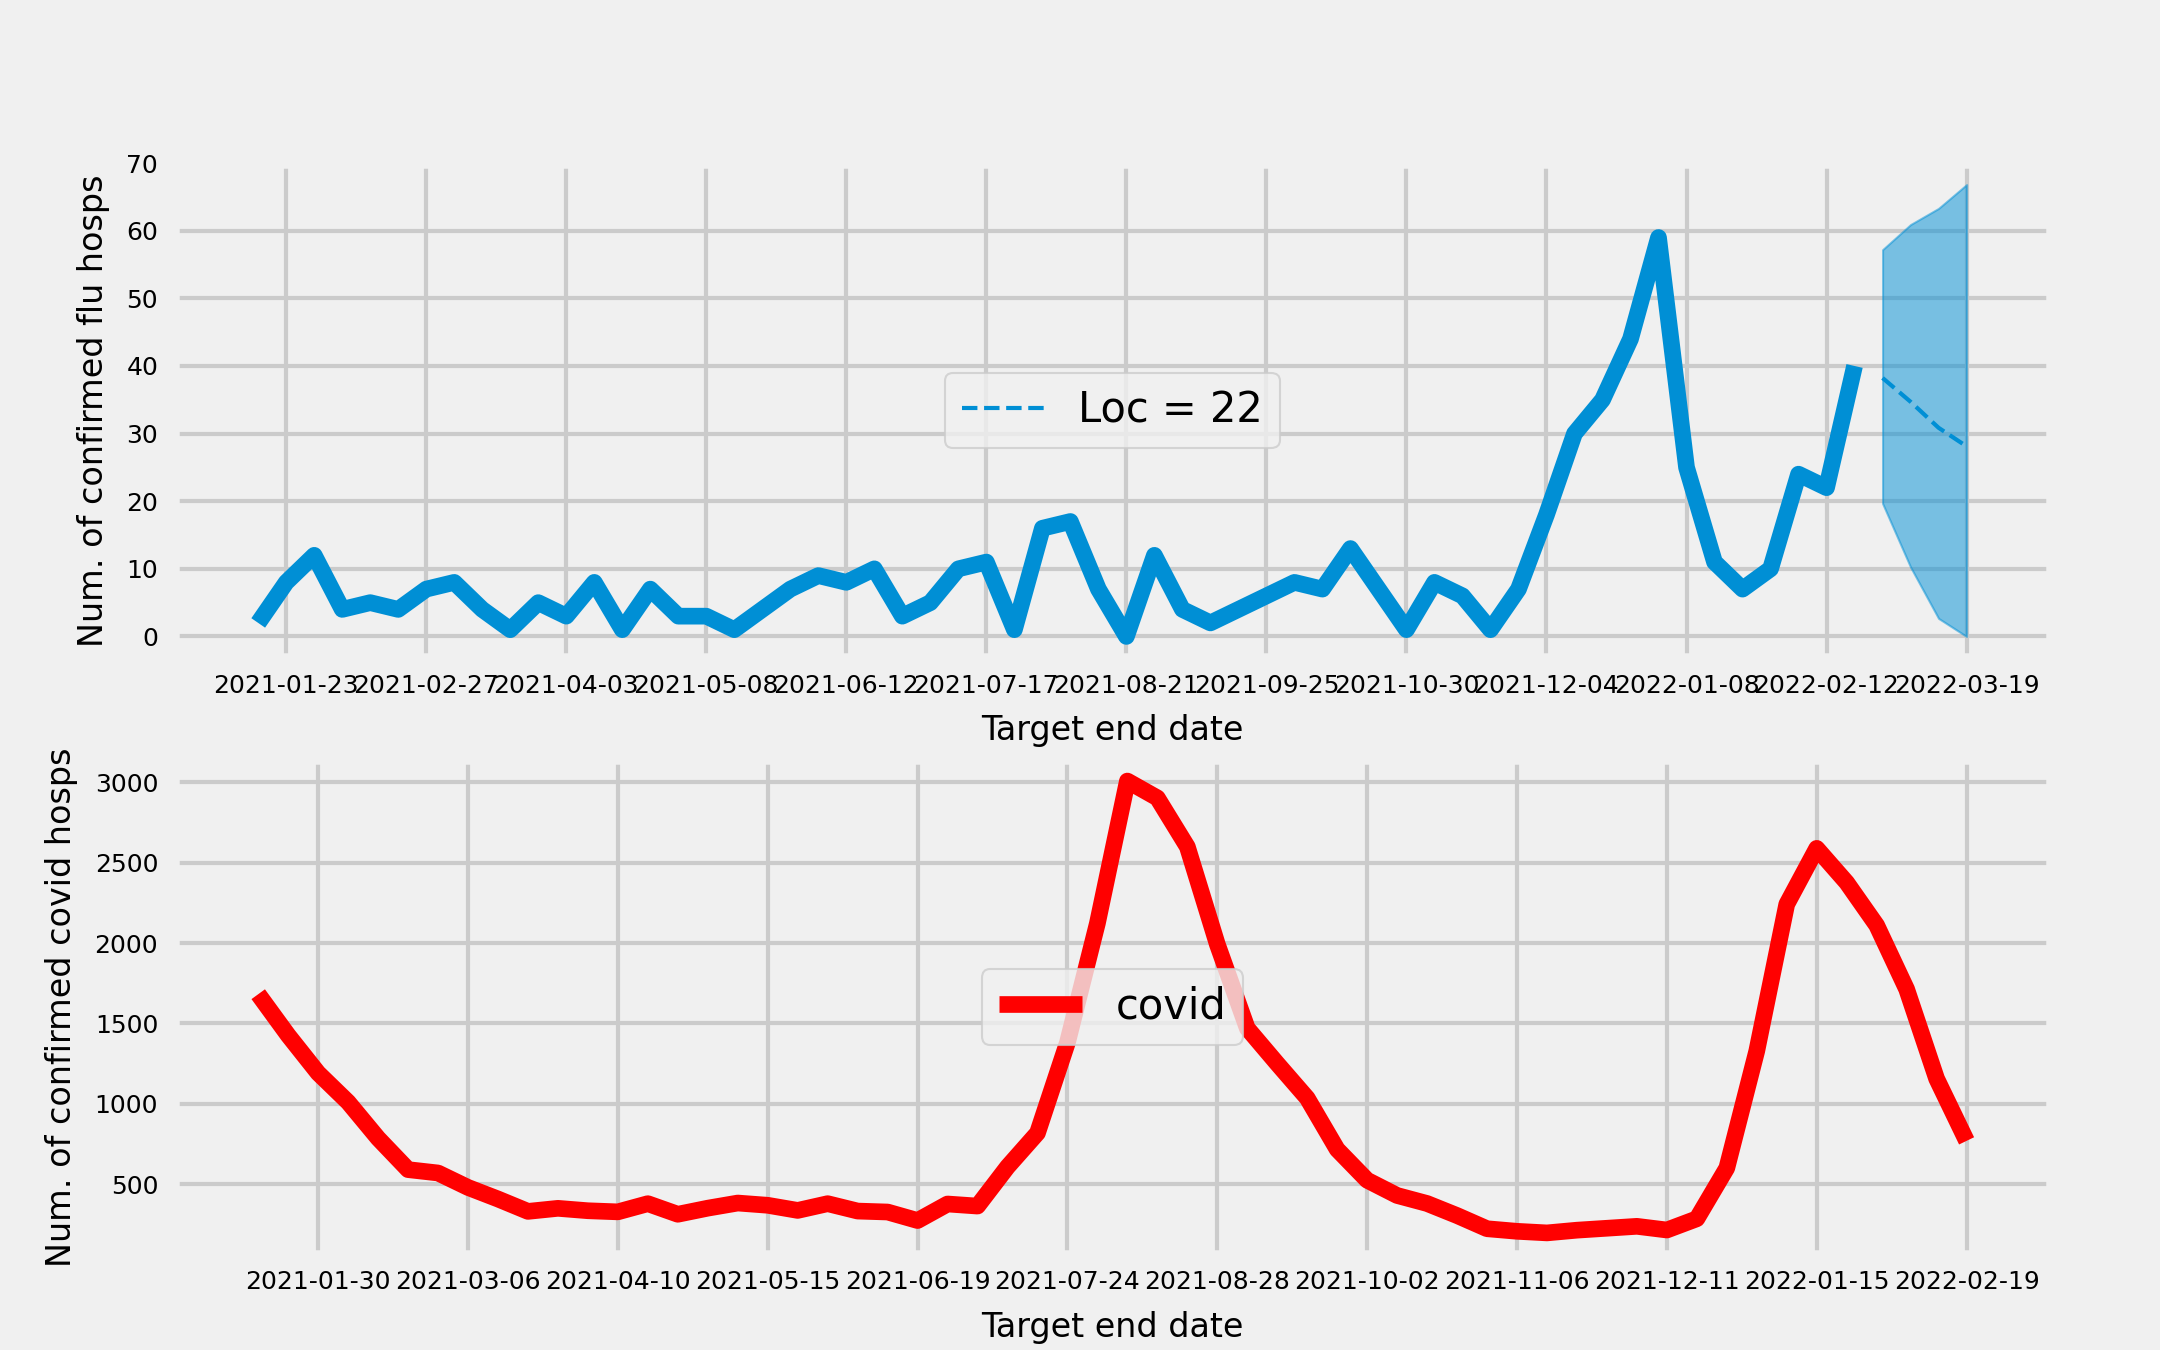 70
60
50
40
30
20
10
0
Num. of confirmed flu hosps
Loc = 22
2021-01-23 2021-02-27 2021-04-03 2021-05-08 2021-06-12 2021-07-17 2021-08-21 2021-09-25 2021-10-30 2021-12-04 2022-01-08 2022-02-12 2022-03-19
Target end date
3000
2500
2000
1500
1000
500
Num. of confirmed covid hosps
covid
2021-01-30 2021-03-06 2021-04-10 2021-05-15 2021-06-19 2021-07-24 2021-08-28 2021-10-02 2021-11-06 2021-12-11 2022-01-15 2022-02-19
Target end date